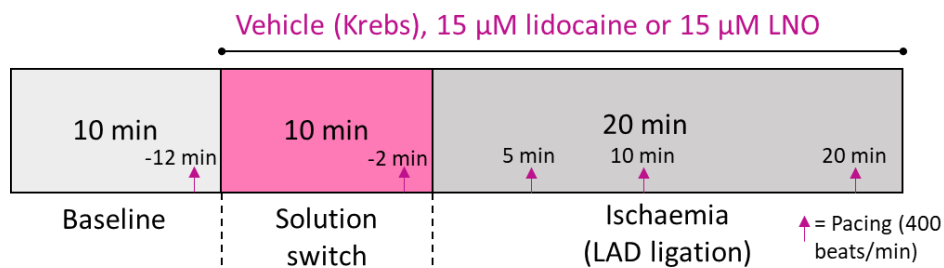 Vehicle (Krebs), 15 µM lidocaine or 15 µM LNO
10 min
10 min
20 min
-12 min
-2 min
5 min
10 min
20 min
Baseline
Solution
switch
Ischaemia
(LAD ligation)
= Pacing (400
beats/min)